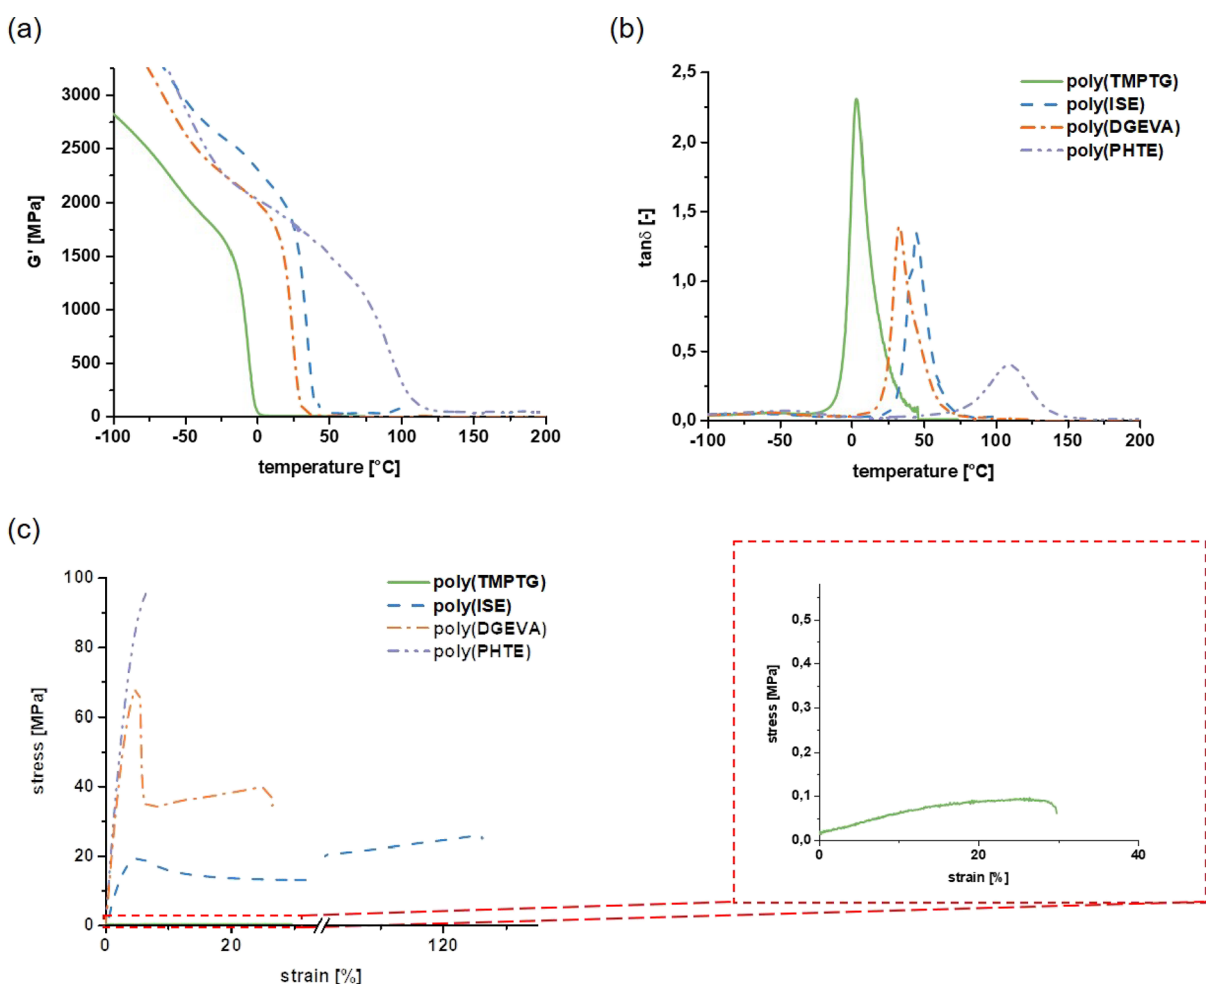 (a)
3000
2500
2000
1500
1000
500
0
G' [MPa]
-100 -50 0 50 100 150 200
temperature [°C]
(b)
2,5
2,0
1,5
1,0
0,5
0,0
tanδ [-]
poly(TMPTG)
poly(ISE)
poly(DGEVA)
poly(PHTE)
-100 -50 0 50 100 150 200
temperature [°C]
(c)
100
80
60
40
20
0
stress [MPa]
poly(TMPTG)
poly(ISE)
poly(DGEVA)
poly(PHTE)
0 20 120
strain [%]
0,5
0,4
0,3
0,2
0,1
0,0
stress [MPa]
0 20 40
strain [%]